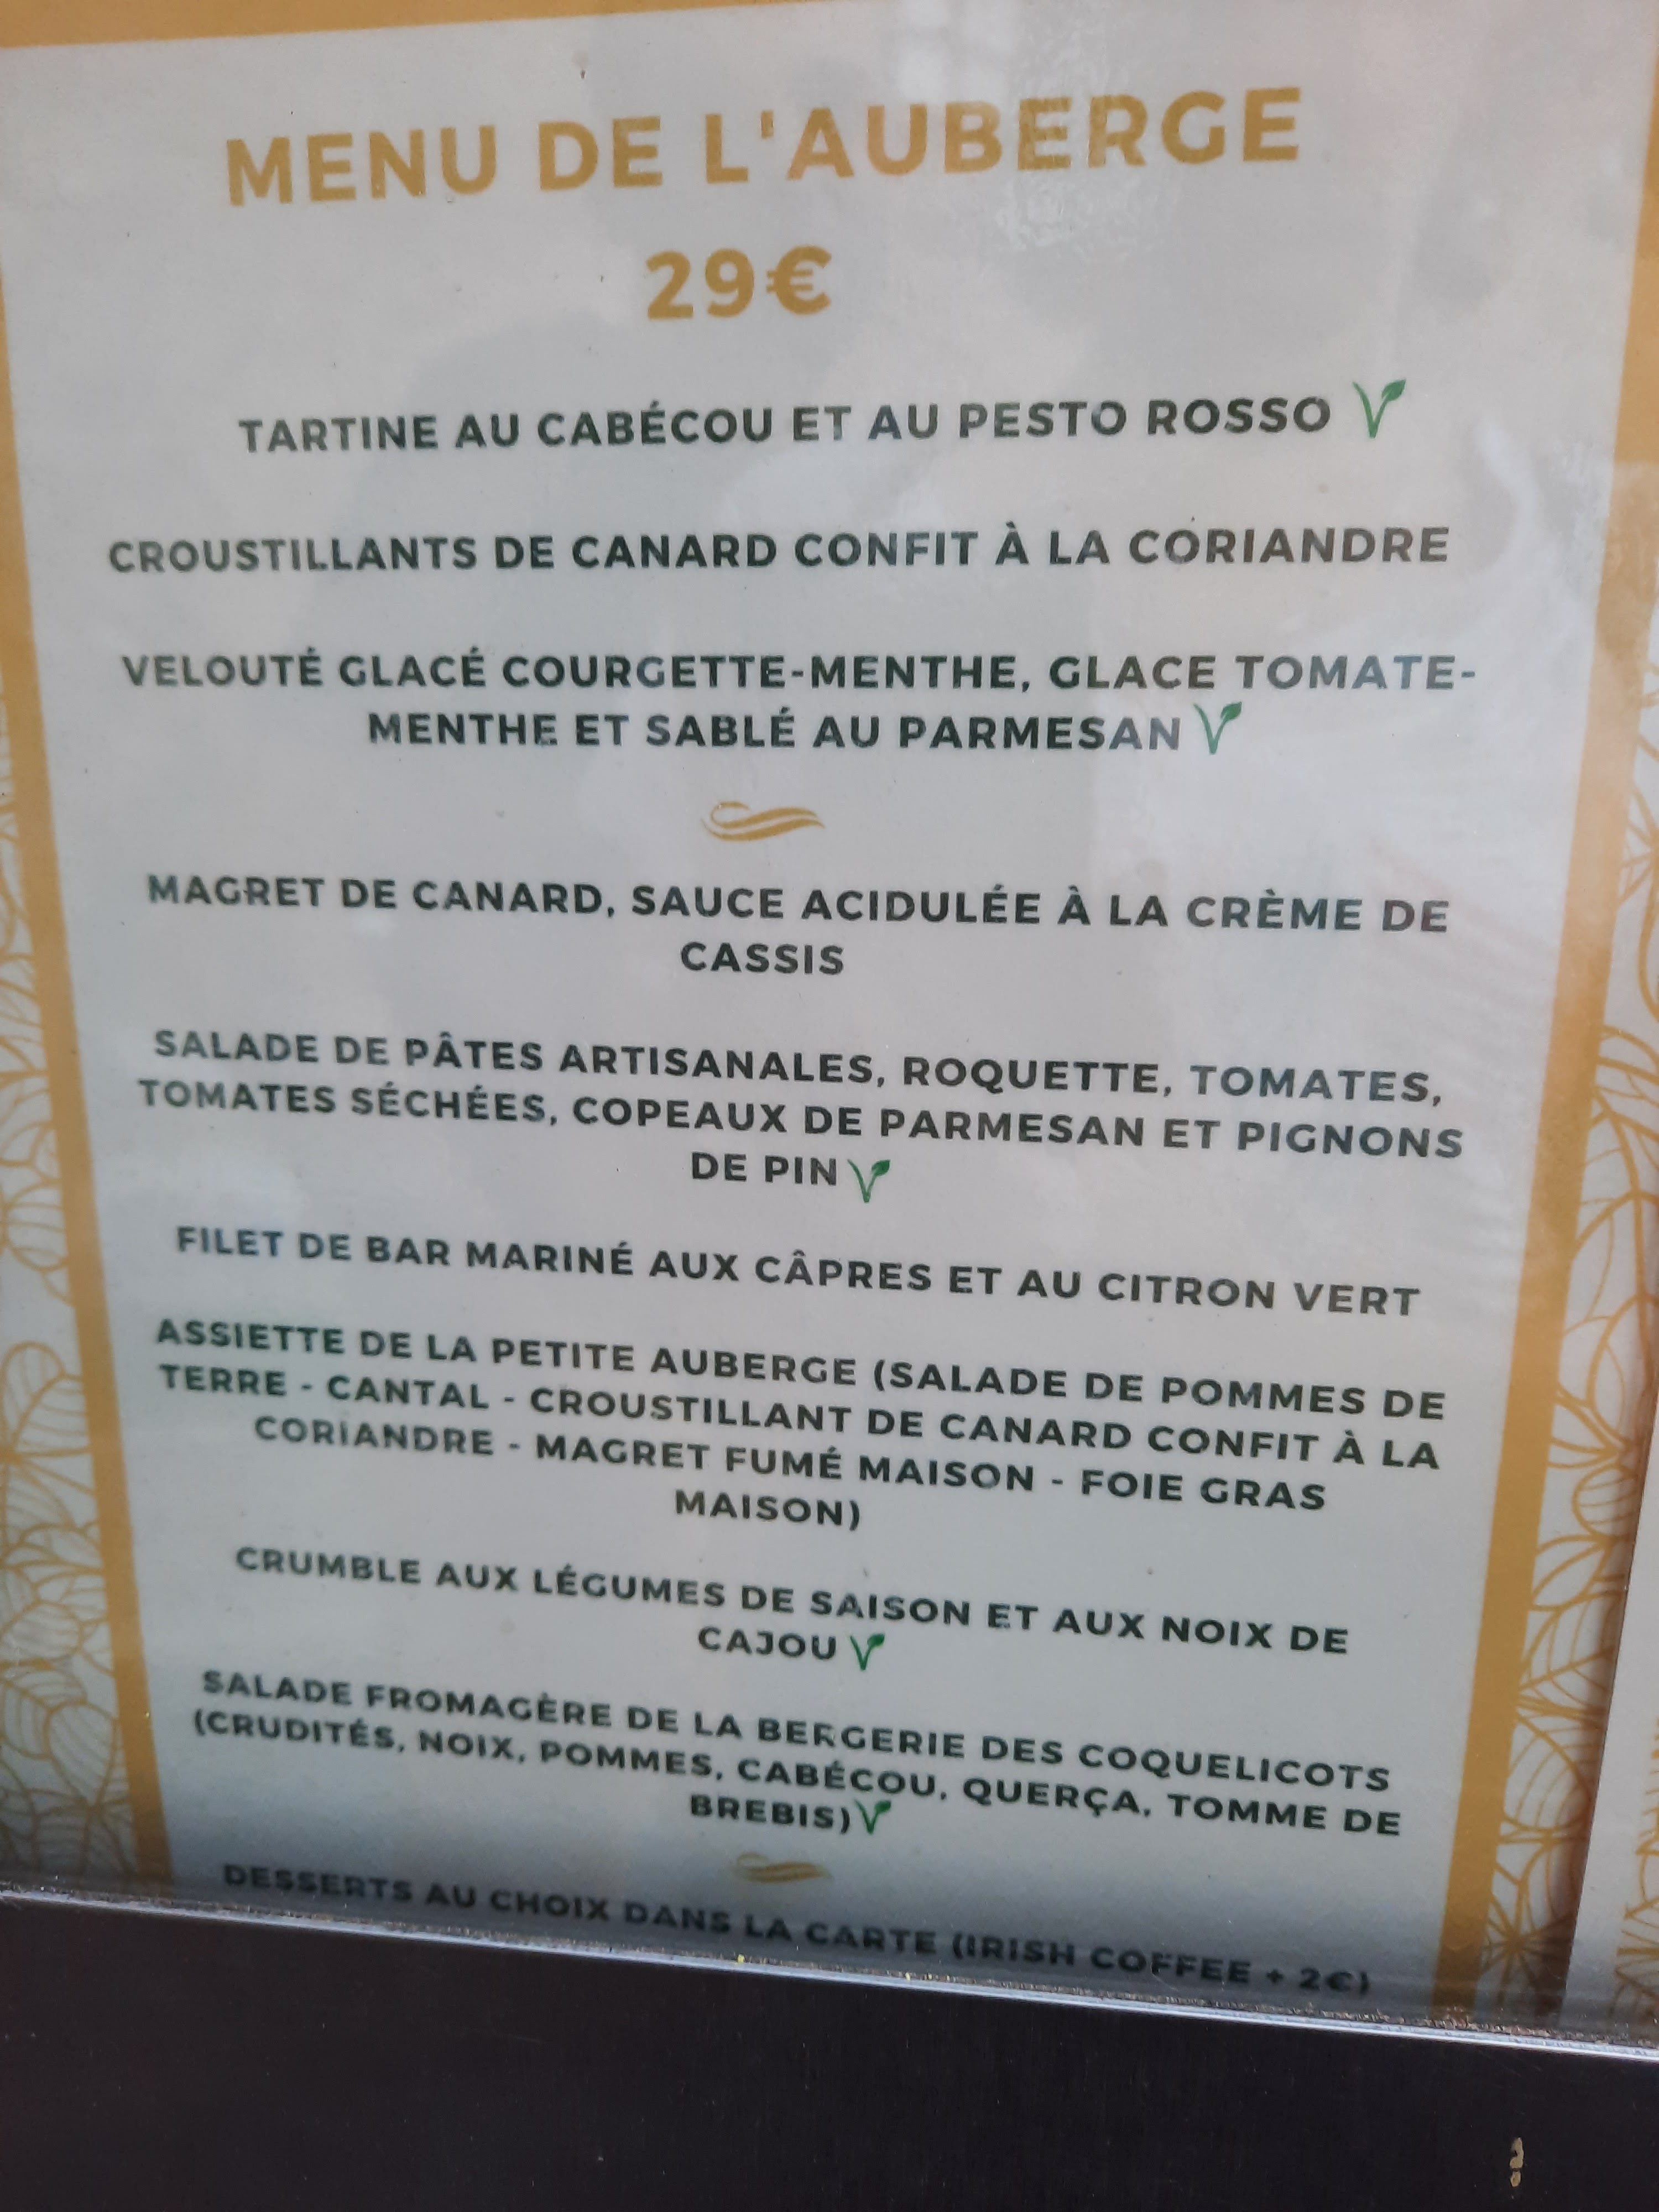 MENU DE L'AUBERGE
29€
TARTINE AU CABÉCOU ET AU PESTO ROSSO V
CROUSTILLANTS DE CANARD CONFIT À LA CORIANDRE
VELOUTÉ GLACÉ COURGETTE-MENTHE, GLACE TOMATE-
MENTHE ET SABLÉ AU PARMESAN V
MAGRET DE CANARD, SAUCE ACIDULÉE À LA CRÈME DE
CASSIS
SALADE DE PÂTES ARTISANALES, ROQUETTE, TOMATES,
TOMATES SÉCHÉES, COPEAUX DE PARMESAN ET PIGNONS
DE PIN V
FILET DE BAR MARINÉ AUX CÂPRES ET AU CITRON VERT
ASSIETTE DE LA PETITE AUBERGE (SALADE DE POMMES DE
TERRE - CANTAL - CROUSTILLANT DE CANARD CONFIT À LA
CORIANDRE - MAGRET FUMÉ MAISON - FOIE GRAS
MAISON)
CRUMBLE AUX LÉGUMES DE SAISON ET AUX NOIX DE
CAJOU V
SALADE FROMAGÈRE DE LA BERGERIE DES COQUELICOTS
(CRUDITÉS, NOIX, POMMES, CABÉCOU, QUERÇA, TOMME DE
BREBIS) V
DESSERTS AU CHOIX DANS LA CARTE (IRISH COFFEE + 2€)